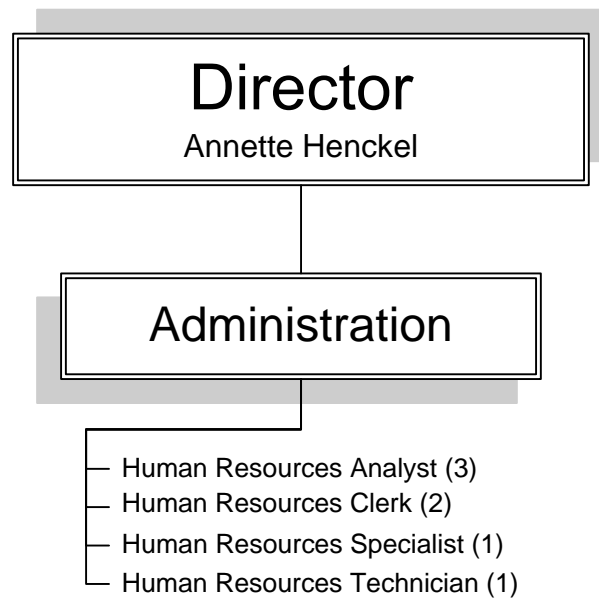 Director
Annette Henckel
Administration
Human Resources Analyst (3)
Human Resources Clerk (2)
Human Resources Specialist (1)
Human Resources Technician (1)